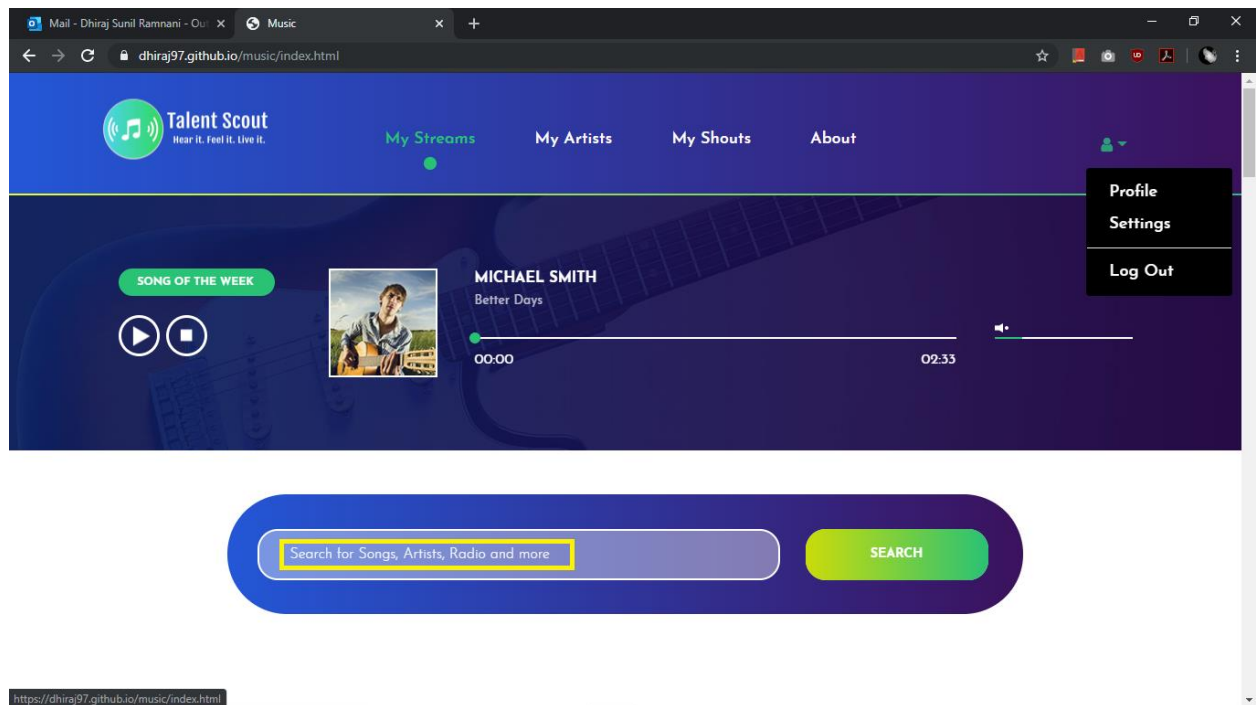 Mail - Dhiraj Sunil Ramnani - Out
Music
dhiraj97.github.io/music/index.html
Talent Scout
Hear it. Feel it. Live it.
My Streams
My Artists
My Shouts
About
Profile
Settings
Log Out
SONG OF THE WEEK
MICHAEL SMITH
Better Days
00:00
02:33
Search for Songs, Artists, Radio and more
SEARCH
https://dhiraj97.github.io/music/index.html